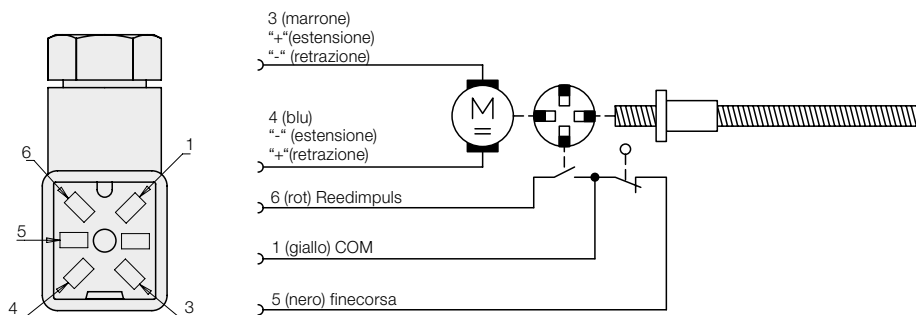 3 (marrone)
“+“(estensione)
“-“ (retrazione)
4 (blu)
“-“ (estensione)
“+“(retrazione)
6 (rot) Reedimpuls
1 (giallo) COM
5 (nero) finecorsa
M
=
6
1
5
4
3